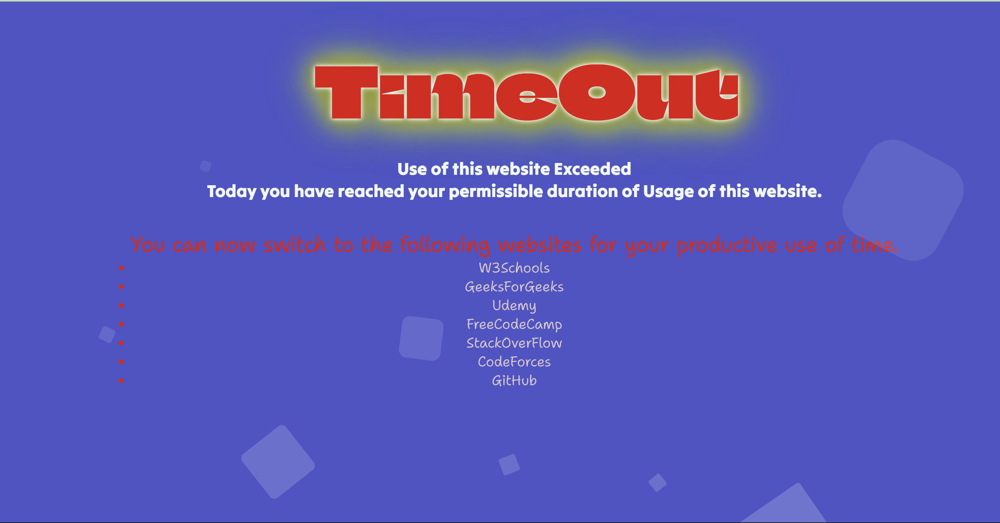 TimeOut
Use of this website Exceeded
Today you have reached your permissible duration of Usage of this website.
You can now switch to the following websites for your productive use of time.
W3Schools
GeeksForGeeks
Udemy
FreeCodeCamp
StackOverFlow
CodeForces
GitHub